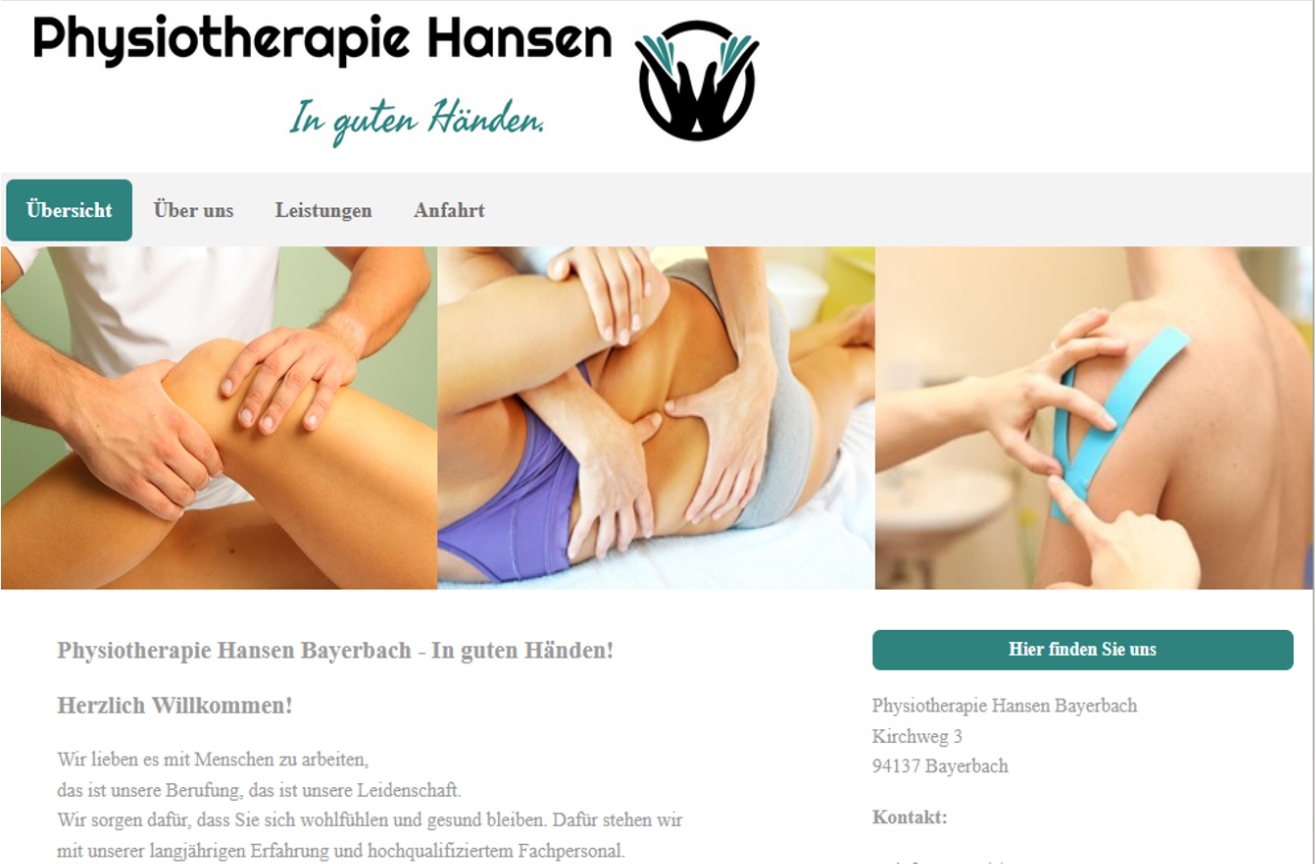 Physiotherapie Hansen
In guten Händen.
Übersicht
Über uns
Leistungen
Anfahrt
Physiotherapie Hansen Bayerbach - In guten Händen!
Herzlich Willkommen!
Wir lieben es mit Menschen zu arbeiten,
das ist unsere Berufung, das ist unsere Leidenschaft.
Wir sorgen dafür, dass Sie sich wohlfühlen und gesund bleiben. Dafür stehen wir
mit unserer langjährigen Erfahrung und hochqualifiziertem Fachpersonal.
Hier finden Sie uns
Physiotherapie Hansen Bayerbach
Kirchweg 3
94137 Bayerbach
Kontakt: